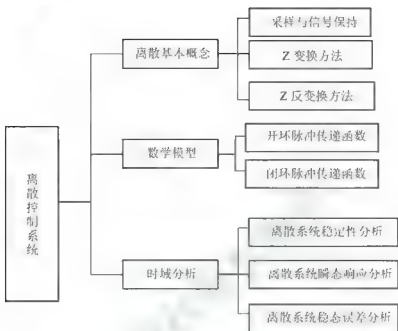 采样与信号保持
离散基本概念
Z 变换方法
Z 反变换方法
开环脉冲传递函数
数学模型
闭环脉冲传递函数
离散控制系统
离散系统稳定性分析
时域分析
离散系统瞬态响应分析
离散系统稳态误差分析